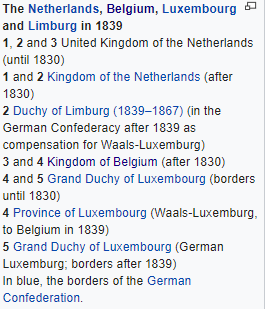 The Netherlands, Belgium, Luxembourg
and Limburg in 1839
1, 2 and 3 United Kingdom of the Netherlands
(until 1830)
1 and 2 Kingdom of the Netherlands (after
1830)
2 Duchy of Limburg (1839–1867) (in the
German Confederacy after 1839 as
compensation for Waals-Luxemburg)
3 and 4 Kingdom of Belgium (after 1830)
4 and 5 Grand Duchy of Luxembourg (borders
until 1830)
4 Province of Luxembourg (Waals-Luxemburg,
to Belgium in 1839)
5 Grand Duchy of Luxembourg (German
Luxemburg; borders after 1839)
In blue, the borders of the German
Confederation.